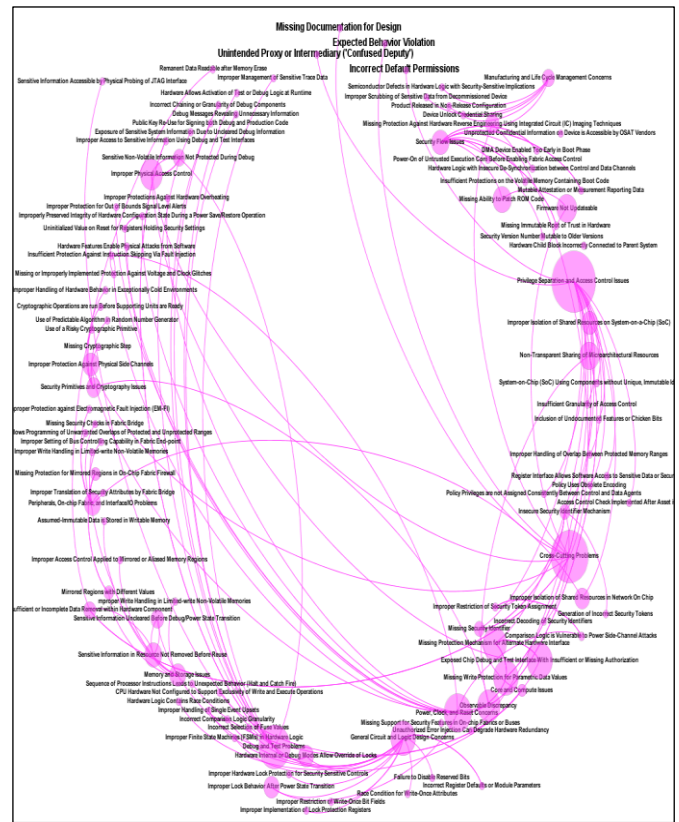 Missing Documentation for Design
Expected Behavior Violation
Unintended Proxy or Intermediary ('Confused Deputy')
Remanent Data Readable after Memory Erase
Incorrect Default Permissions
Improper Management of Sensitive Trace Data
Sensitive Information Accessible by Physical Probing of JTAG Interface
Manufacturing and Life Cycle Management Concerns
Semiconductor Defects in Hardware Logic with Security-Sensitive Implications
Hardware Allows Activation of Test or Debug Logic at Runtime
Improper Scrubbing of Sensitive Data from Decommissioned Device
Incorrect Chaining or Granularity of Debug Components
Product Released in Non-Release Configuration
Debug Messages Revealing Unnecessary Information
Device Unlock Credential Sharing
Public Key Re-Use for Signing both Debug and Production Code
Missing Protection Against Hardware Reverse Engineering Using Integrated Circuit (IC) Imaging Techniques
Exposure of Sensitive System Information Due to Uncleared Debug Information
Unprotected Confidential Information on Device is Accessible by OSAT Vendors
Improper Access to Sensitive Information Using Debug and Test Interfaces
Security Flow Issues
DMA Device Enabled Too Early in Boot Phase
Sensitive Non-Volatile Information Not Protected During Debug
Power-On of Untrusted Execution Core Before Enabling Fabric Access Control
Improper Physical Access Control
Hardware Logic with Insecure De-Synchronization between Control and Data Channels
Insufficient Protections on the Volatile Memory Containing Boot Code
Mutable Attestation or Measurement Reporting Data
Improper Protections Against Hardware Overheating
Missing Ability to Patch ROM Code
Improper Protection for Out of Bounds Signal Level Alerts
Firmware Not Updateable
Improperly Preserved Integrity of Hardware Configuration State During a Power Save/Restore Operation
Uninitialized Value on Reset for Registers Holding Security Settings
Missing Immutable Root of Trust in Hardware
Security Version Number Mutable to Older Versions
Hardware Features Enable Physical Attacks from Software
Hardware Child Block Incorrectly Connected to Parent System
Insufficient Protection Against Instruction Skipping Via Fault Injection
Missing or Improperly Implemented Protection Against Voltage and Clock Glitches
Privilege Separation and Access Control Issues
mproper Handling of Hardware Behavior in Exceptionally Cold Environments
Cryptographic Operations are run Before Supporting Units are Ready
Use of Predictable Algorithm in Random Number Generator
Improper Isolation of Shared Resources on System-on-a-Chip (SoC)
Use of a Risky Cryptographic Primitive
Missing Cryptographic Step
Non-Transparent Sharing of Microarchitectural Resources
Improper Protection Against Physical Side Channels
Security Primitives and Cryptography Issues
System-on-Chip (SoC) Using Components without Unique, Immutable Id
Insufficient Granularity of Access Control
proper Protection against Electromagnetic Fault Injection (EM-FI)
Inclusion of Undocumented Features or Chicken Bits
Missing Security Checks in Fabric Bridge
lows Programming of Unwarranted Overlaps of Protected and Unprotected Ranges
Improper Setting of Bus Controlling Capability in Fabric End-point
Improper Write Handling in Limited-write Non-Volatile Memories
Improper Handling of Overlap Between Protected Memory Ranges
Missing Protection for Mirrored Regions in On-Chip Fabric Firewall
Register Interface Allows Software Access to Sensitive Data or Secur
Policy Uses Obsolete Encoding
Improper Translation of Security Attributes by Fabric Bridge
Policy Privileges are not Assigned Consistently Between Control and Data Agents
Peripherals, On-chip Fabric, and Interface/IO Problems
Access Control Check Implemented After Asset i
Insecure Security Identifier Mechanism
Assumed-Immutable Data is Stored in Writable Memory
Improper Access Control Applied to Mirrored or Aliased Memory Regions
Cross-Cutting Problems
Mirrored Regions with Different Values
Improper Isolation of Shared Resources in Network On Chip
Improper Write Handling in Limited-write Non-Volatile Memories
Improper Restriction of Security Token Assignment
ufficient or Incomplete Data Removal within Hardware Component
Generation of Incorrect Security Tokens
Sensitive Information Uncleared Before Debug/Power State Transition
Incorrect Decoding of Security Identifiers
Missing Security Identifier
Comparison Logic is Vulnerable to Power Side-Channel Attacks
Missing Protection Mechanism for Alternate Hardware Interface
Sensitive Information in Resource Not Removed Before Reuse
Exposed Chip Debug and Test Interface With Insufficient or Missing Authorization
Memory and Storage Issues
Missing Write Protection for Parametric Data Values
Sequence of Processor Instructions Leads to Unexpected Behavior (Halt and Catch Fire)
CPU Hardware Not Configured to Support Exclusivity of Write and Execute Operations
Core and Compute Issues
Hardware Logic Contains Race Conditions
Observable Discrepancy
Improper Handling of Single Event Upsets
Power, Clock, and Reset Concerns
Incorrect Comparison Logic Granularity
Missing Support for Security Features in On-chip Fabrics or Buses
Incorrect Selection of Fuse Values
Unauthorized Error Injection Can Degrade Hardware Redundancy
Improper Finite State Machines (FSMs) in Hardware Logic
General Circuit and Logic Design Concerns
Debug and Test Problems
Hardware Internal or Debug Modes Allow Override of Locks
Improper Hardware Lock Protection for Security Sensitive Controls
Failure to Disable Reserved Bits
Improper Lock Behavior After Power State Transition
Incorrect Register Defaults or Module Parameters
Race Condition for Write-Once Attributes
Improper Restriction of Write-Once Bit Fields
Improper Implementation of Lock Protection Registers